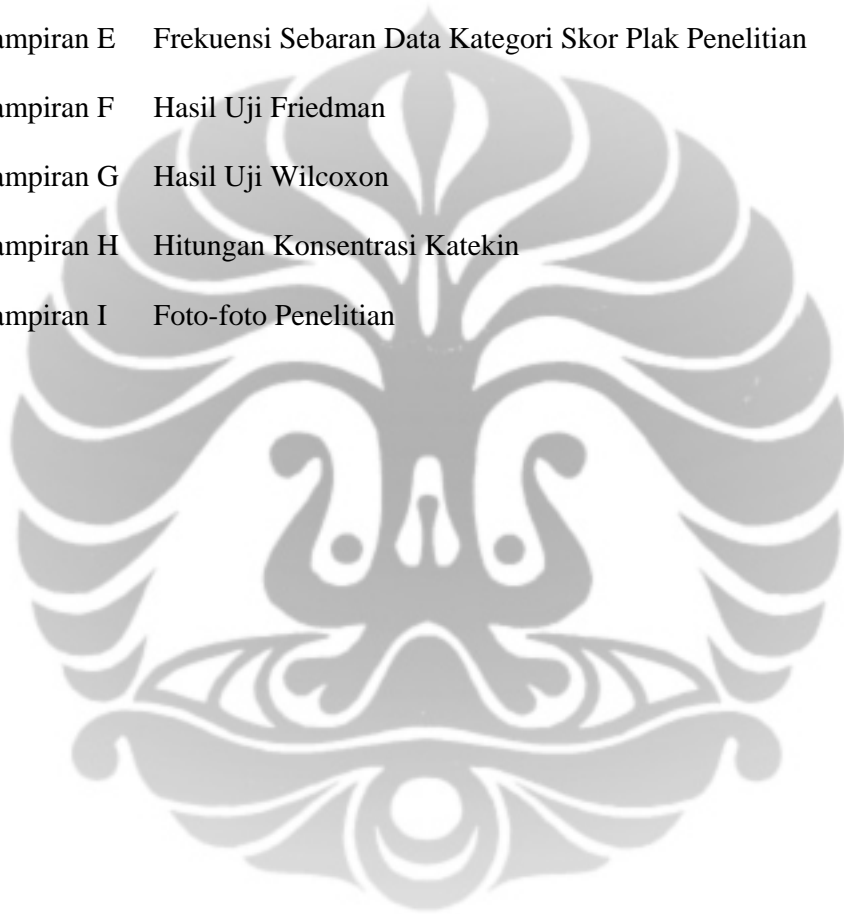 ampiran E Frekuensi Sebaran Data Kategori Skor Plak Penelitian
ampiran F Hasil Uji Friedman
ampiran G Hasil Uji Wilcoxon
ampiran H Hitungan Konsentrasi Katekin
ampiran I Foto-foto Penelitian